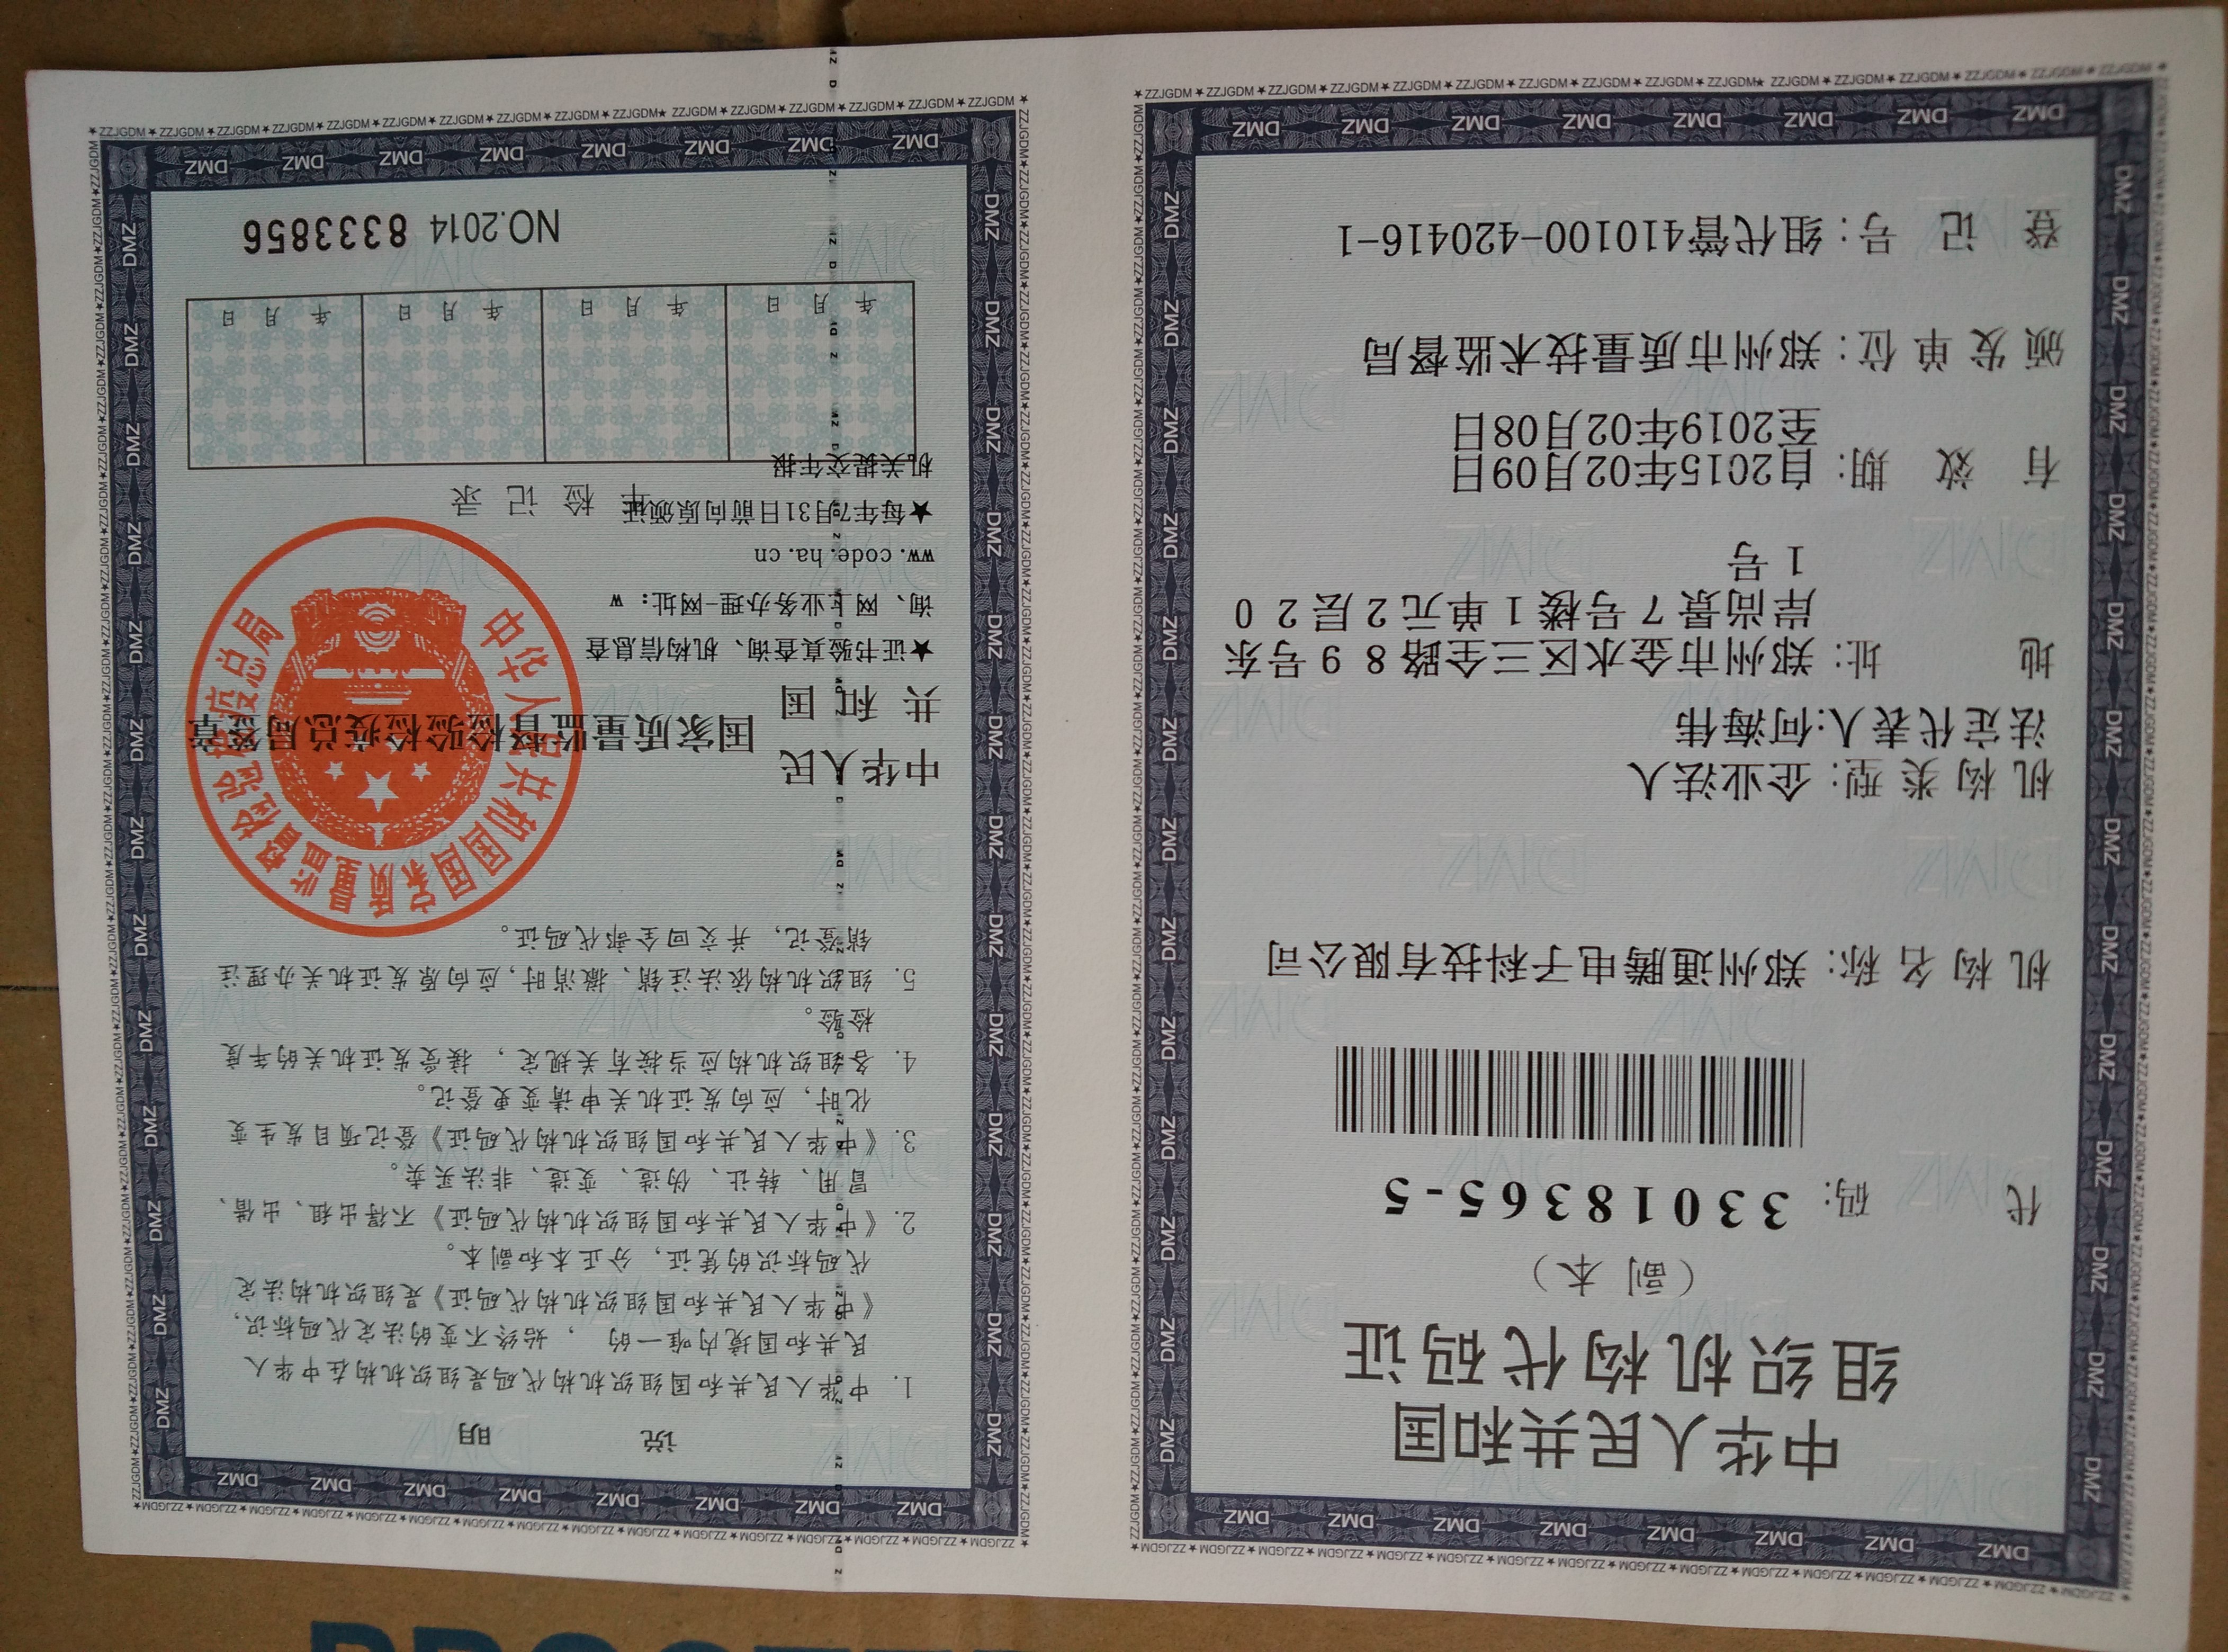 中华人民共和国
组织机构代码证
（副 本）
代 码: 33018365-5
机构名称: 郑州通腾电子科技有限公司
机构类型: 企业法人
法定代表人: 何海伟
地 址: 郑州市金水区三全路89号东
岸尚景7号楼1单元2层20
1号
有 效 期: 自2015年02月09日
至2019年02月08日
颁发单位: 郑州市质量技术监督局
登 记 号: 组代管410100-420416-1
说 明
1. 中华人民共和国组织机构代码是组织机构在中华人
民共和国境内唯一的 ，始终不变的法定代码标识，
《中华人民共和国组织机构代码证》是组织机构法定
代码标识的凭证，分正本和副本。
2. 《中华人民共和国组织机构代码证》不得出租、出借、
冒用、转让、伪造、变造、非法买卖。
3. 《中华人民共和国组织机构代码证》登记项目发生变
化时，应向发证机关申请变更登记。
4. 各组织机构应当按有关规定，接受发证机关的年度
检验。
5. 组织机构依法注销、撤消时，应向原发证机关办理注
销登记，并交回全部代码证。
中华人民
共和国
国家质量监督检验检疫总局签章
中华人民共和国国家质量监督检验检疫总局
★证书验真查询、机构信息查
询、网上业务办理-网址: w
ww.code.ha.cn
★每年7月31日前向原颁证
机关提交年报
年检记录
年 月 日 年 月 日 年 月 日 年 月 日
NO.2014 8333856